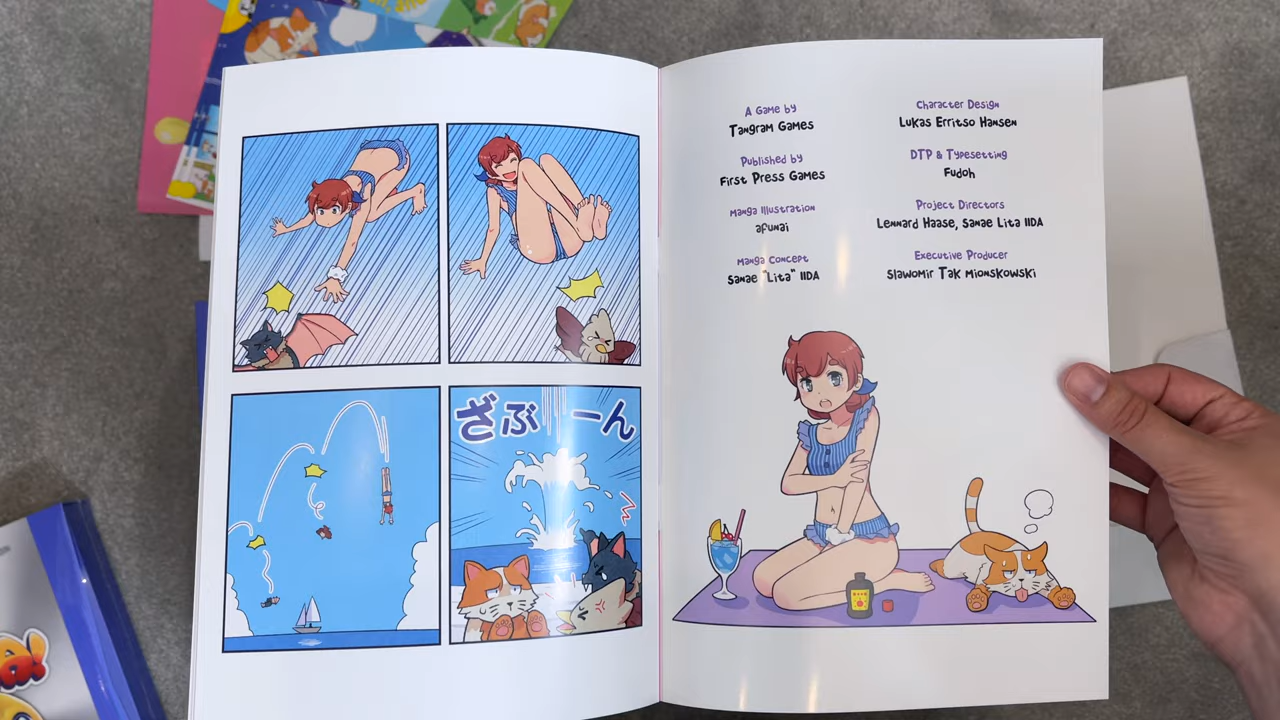 ざぶーん
A Game by
Tangram Games
Published by
First Press Games
Manga Illustration
afunai
Manga Concept
Sanae "Lita" IIDA
Character Design
Lukas Erritsø Hansen
DTP & Typesetting
Fudoh
Project Directors
Lennard Haase, Sanae Lita IIDA
Executive Producer
Slawomir Tak Mionskowski
A!